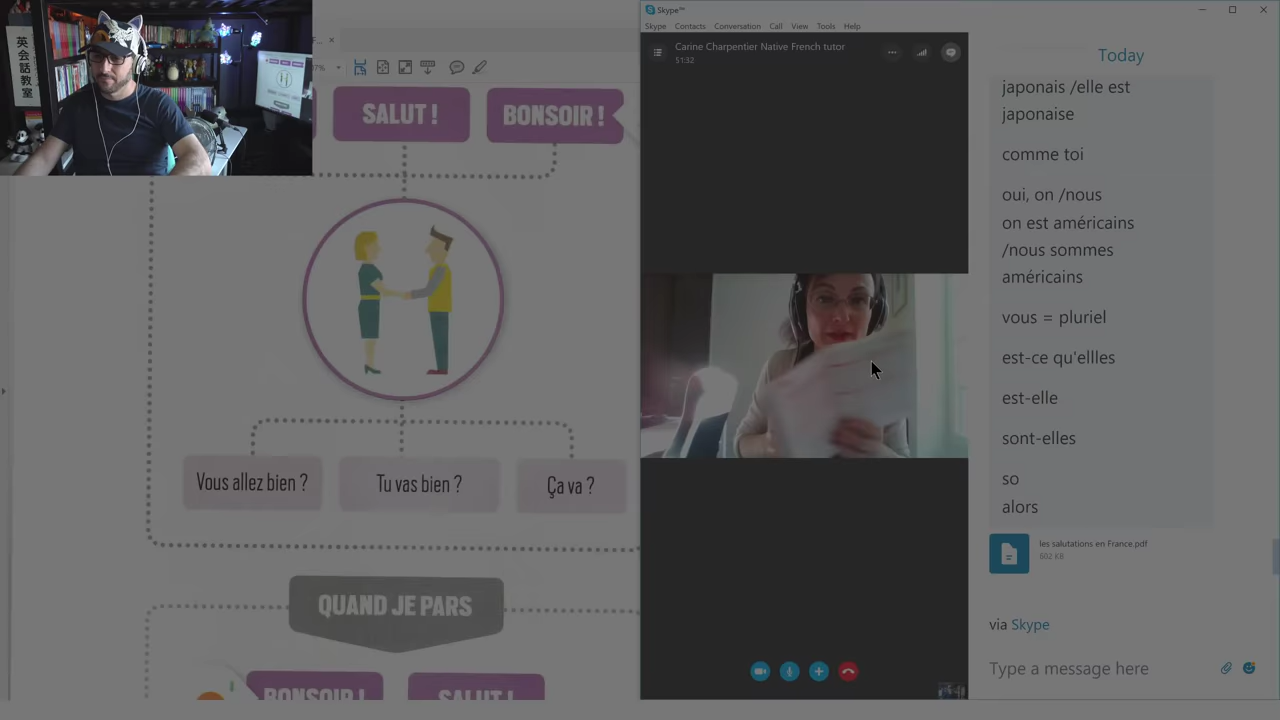 英会話教室
SALUT !
BONSOIR !
Vous allez bien ?
Tu vas bien ?
Ça va ?
QUAND JE PARS
BONSOIR !
SALUT !
Skype™
Skype Contacts Conversation Call View Tools Help
Carine Charpentier Native French tutor
51:32
Today
japonais /elle est
japonaise
comme toi
oui, on /nous
on est américains
/nous sommes
américains
vous = pluriel
est-ce qu'ellles
est-elle
sont-elles
so
alors
les salutations en France.pdf
602 KB
via Skype
Type a message here